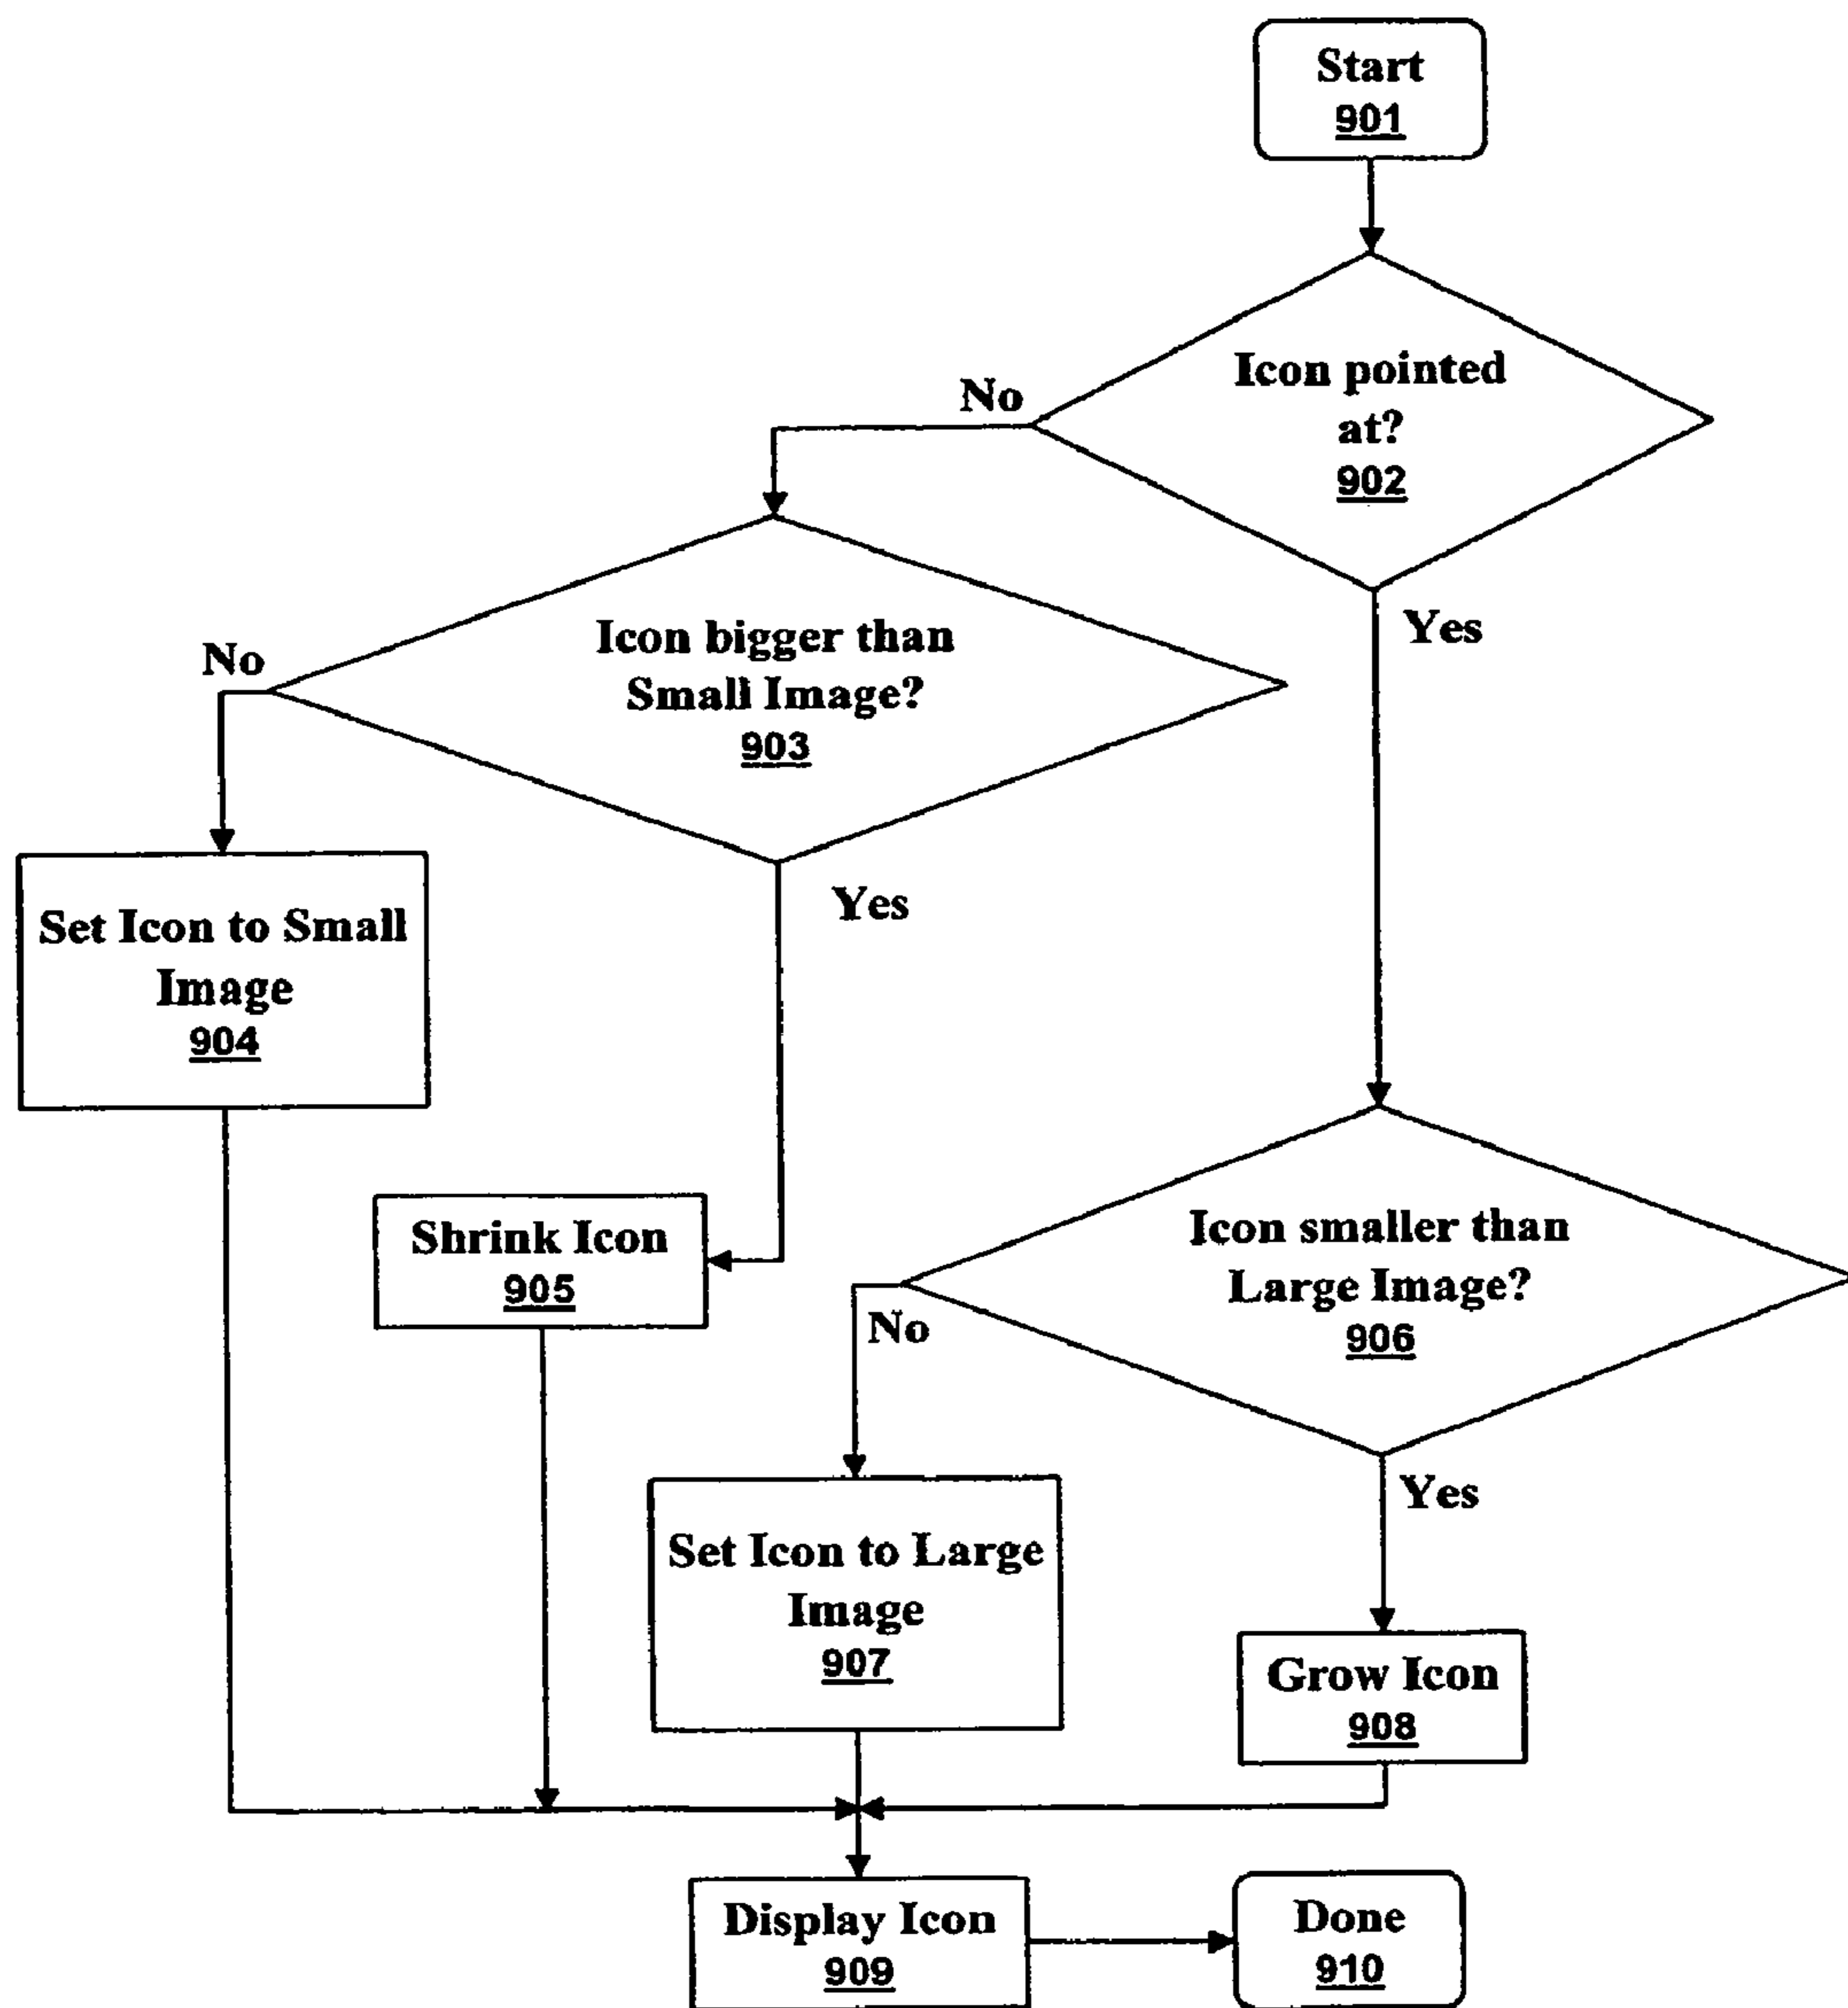 Start
901
Icon pointed
at?
902
No
Yes
Icon bigger than
Small Image?
903
No
Yes
Set Icon to Small
Image
904
Shrink Icon
905
Icon smaller than
Large Image?
906
No
Yes
Set Icon to Large
Image
907
Grow Icon
908
Display Icon
909
Done
910